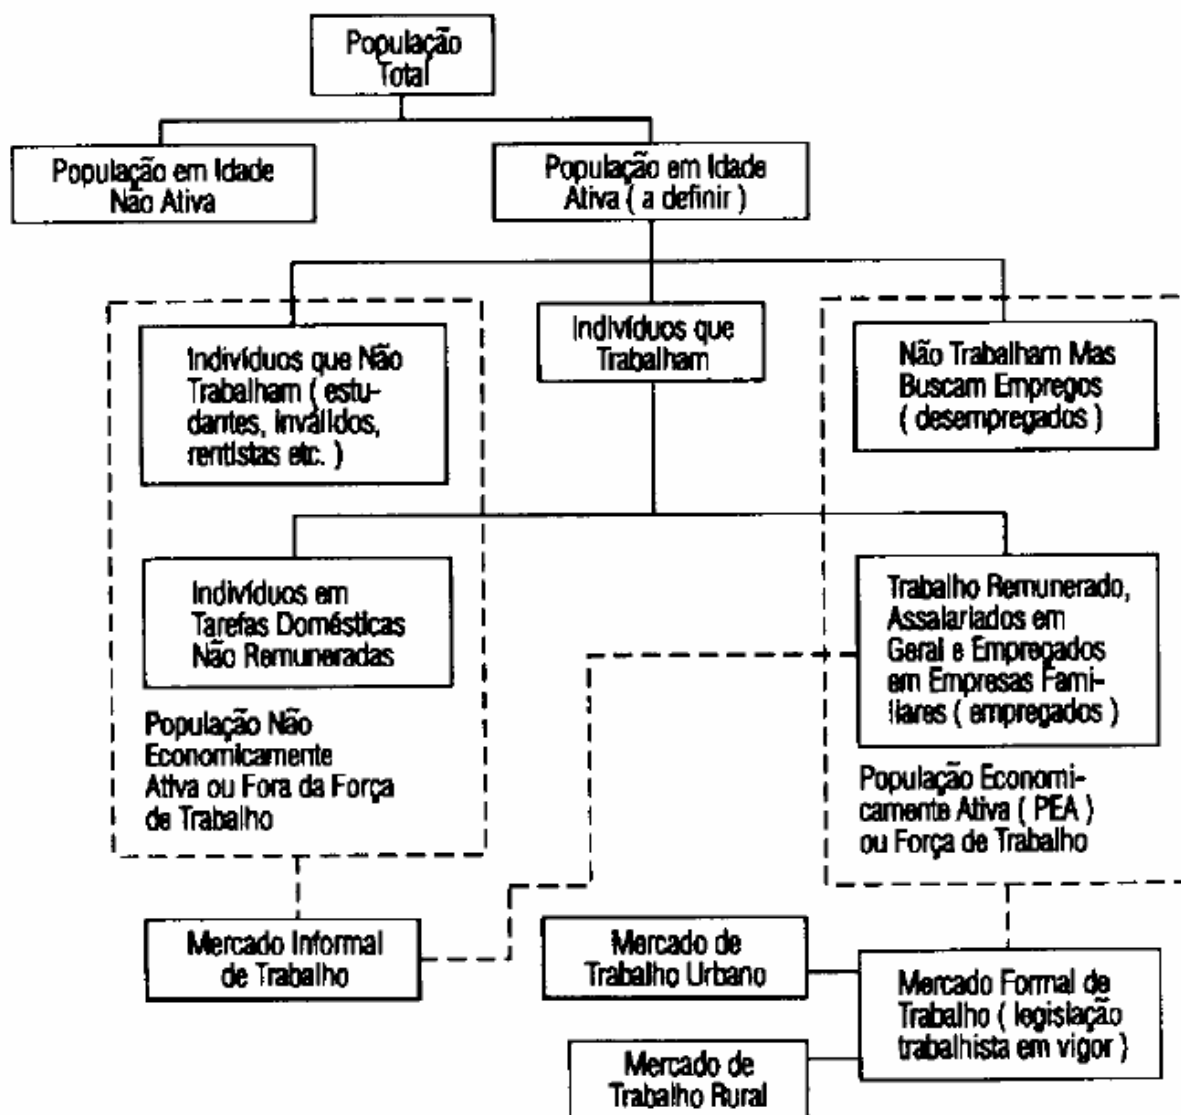 População
Total
População em Idade
Não Ativa
População em Idade
Ativa ( a definir )
Indivíduos que Não
Trabalham ( estu-
dantes, inválidos,
rentistas etc. )
Indivíduos que
Trabalham
Não Trabalham Mas
Buscam Empregos
( desempregados )
Indivíduos em
Tarefas Domésticas
Não Remuneradas
População Não
Economicamente
Ativa ou Fora da Força
de Trabalho
Trabalho Remunerado,
Assalariados em
Geral e Empregados
em Empresas Fami-
liares ( empregados )
População Economi-
camente Ativa ( PEA )
ou Força de Trabalho
Mercado Informal
de Trabalho
Mercado de
Trabalho Urbano
Mercado Formal de
Trabalho ( legislação
trabalhista em vigor )
Mercado de
Trabalho Rural